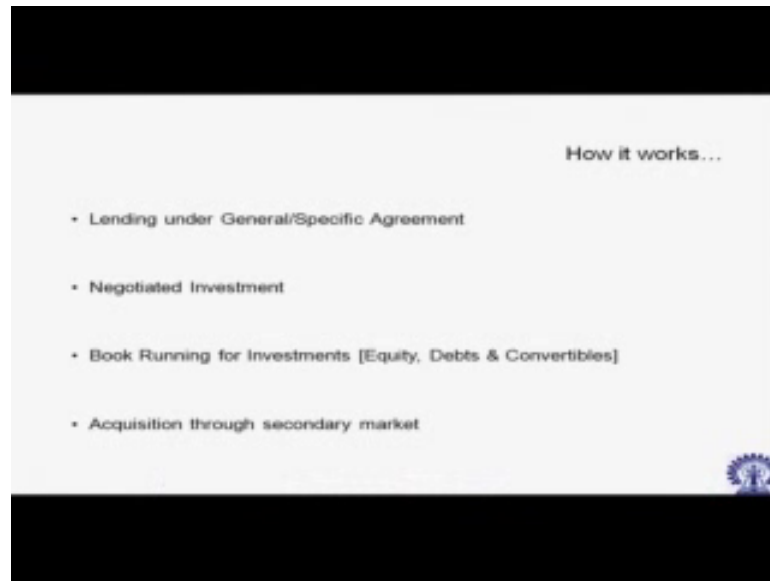 How it works...
• Lending under General/Specific Agreement
• Negotiated Investment
• Book Running for Investments [Equity, Debts & Convertibles]
• Acquisition through secondary market